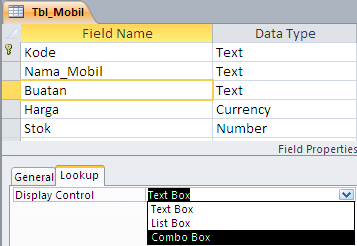 Tbl_Mobil
Field Name Data Type
Kode Text
Nama_Mobil Text
Buatan Text
Harga Currency
Stok Number
Field Properties
General Lookup
Display Control Text Box
Text Box
List Box
Combo Box